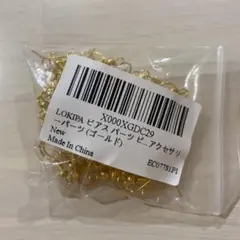 X000XGDC29
LOKIPA ピアスパーツ ピ...アクセサリ
ーパーツ (ゴールド)
New
Made In China
EC07781FL